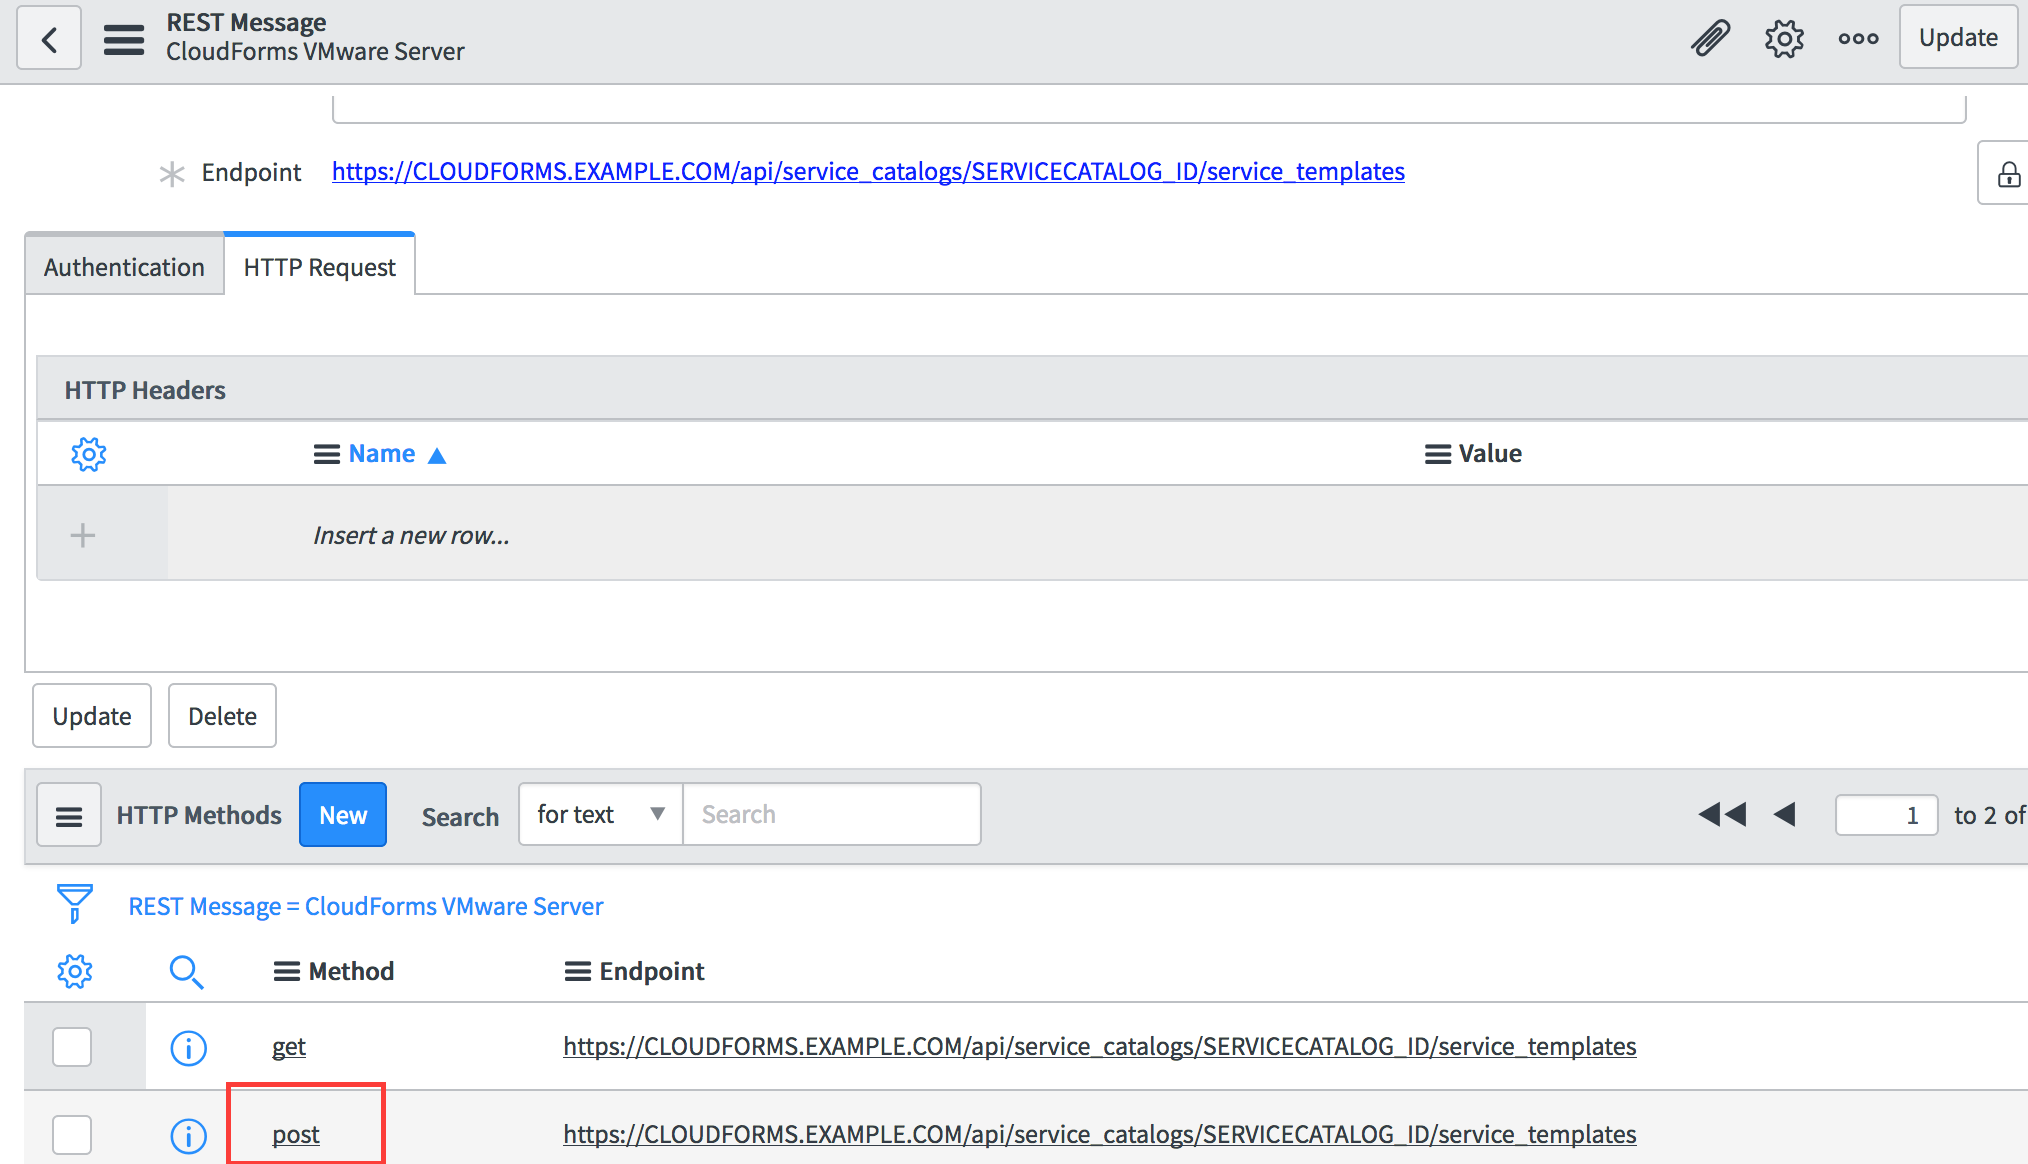 REST Message
CloudForms VMware Server
Update
Endpoint https://CLOUDFORMS.EXAMPLE.COM/api/service_catalogs/SERVICECATALOG_ID/service_templates
Authentication HTTP Request
HTTP Headers
Name Value
Insert a new row...
Update Delete
HTTP Methods New Search for text Search 1 to 2 of
REST Message = CloudForms VMware Server
Method Endpoint
get https://CLOUDFORMS.EXAMPLE.COM/api/service_catalogs/SERVICECATALOG_ID/service_templates
post https://CLOUDFORMS.EXAMPLE.COM/api/service_catalogs/SERVICECATALOG_ID/service_templates